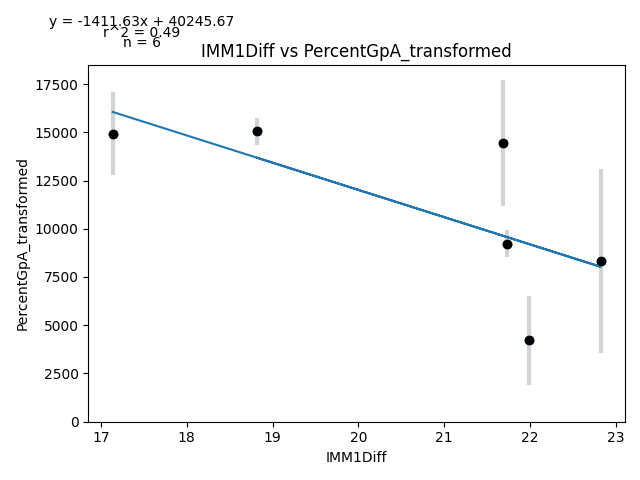 y = -1411.63x + 40245.67
r^2 = 0.49
n = 6
IMM1Diff vs PercentGpA_transformed
PercentGpA_transformed
17500
15000
12500
10000
7500
5000
2500
0
17
18
19
20
21
22
23
IMM1Diff